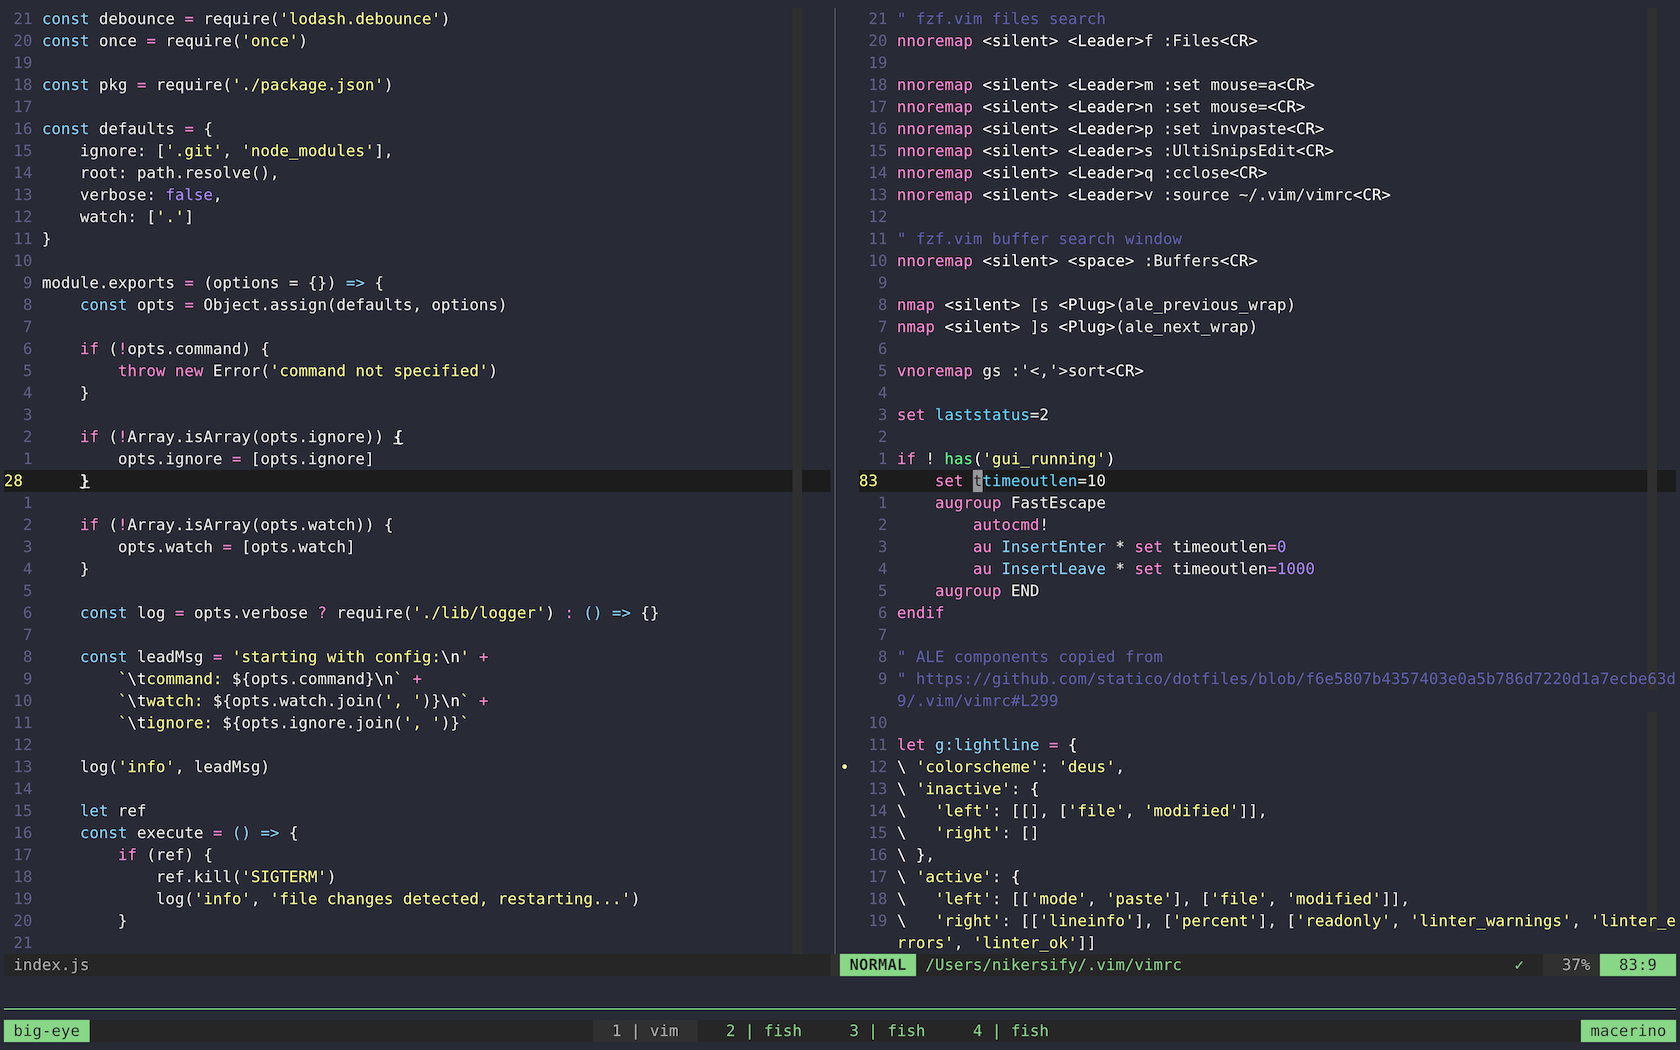 21 const debounce = require('lodash.debounce')
20 const once = require('once')
19
18 const pkg = require('./package.json')
17
16 const defaults = {
15     ignore: ['.git', 'node_modules'],
14     root: path.resolve(),
13     verbose: false,
12     watch: ['.']
11 }
10
9 module.exports = (options = {}) => {
8     const opts = Object.assign(defaults, options)
7
6     if (!opts.command) {
5         throw new Error('command not specified')
4     }
3
2     if (!Array.isArray(opts.ignore)) {
1         opts.ignore = [opts.ignore]
28     }
1
2     if (!Array.isArray(opts.watch)) {
3         opts.watch = [opts.watch]
4     }
5
6     const log = opts.verbose ? require('./lib/logger') : () => {}
7
8     const leadMsg = 'starting with config:\n' +
9         `\tcommand: ${opts.command}\n` +
10         `\twatch: ${opts.watch.join(', ')}\n` +
11         `\tignore: ${opts.ignore.join(', ')}`
12
13     log('info', leadMsg)
14
15     let ref
16     const execute = () => {
17         if (ref) {
18             ref.kill('SIGTERM')
19             log('info', 'file changes detected, restarting...')
20         }
21
index.js
21 " fzf.vim files search
20 nnoremap <silent> <Leader>f :Files<CR>
19
18 nnoremap <silent> <Leader>m :set mouse=a<CR>
17 nnoremap <silent> <Leader>n :set mouse=<CR>
16 nnoremap <silent> <Leader>p :set invpaste<CR>
15 nnoremap <silent> <Leader>s :UltiSnipsEdit<CR>
14 nnoremap <silent> <Leader>q :cclose<CR>
13 nnoremap <silent> <Leader>v :source ~/.vim/vimrc<CR>
12
11 " fzf.vim buffer search window
10 nnoremap <silent> <space> :Buffers<CR>
9
8 nmap <silent> [s <Plug>(ale_previous_wrap)
7 nmap <silent> ]s <Plug>(ale_next_wrap)
6
5 vnoremap gs :'<,'>sort<CR>
4
3 set laststatus=2
2
1 if ! has('gui_running')
83     set ttimeoutlen=10
1     augroup FastEscape
2         autocmd!
3         au InsertEnter * set timeoutlen=0
4         au InsertLeave * set timeoutlen=1000
5     augroup END
6 endif
7
8 " ALE components copied from
9 " https://github.com/statico/dotfiles/blob/f6e5807b4357403e0a5b786d7220d1a7ecbe63d
9/.vim/vimrc#L299
10
11 let g:lightline = {
• 12 \ 'colorscheme': 'deus',
13 \ 'inactive': {
14 \   'left': [[], ['file', 'modified']],
15 \   'right': []
16 \ },
17 \ 'active': {
18 \   'left': [['mode', 'paste'], ['file', 'modified']],
19 \   'right': [['lineinfo'], ['percent'], ['readonly', 'linter_warnings', 'linter_e
rrors', 'linter_ok']]
NORMAL /Users/nikersify/.vim/vimrc ✓ 37% 83:9
big-eye 1 | vim 2 | fish 3 | fish 4 | fish macerino